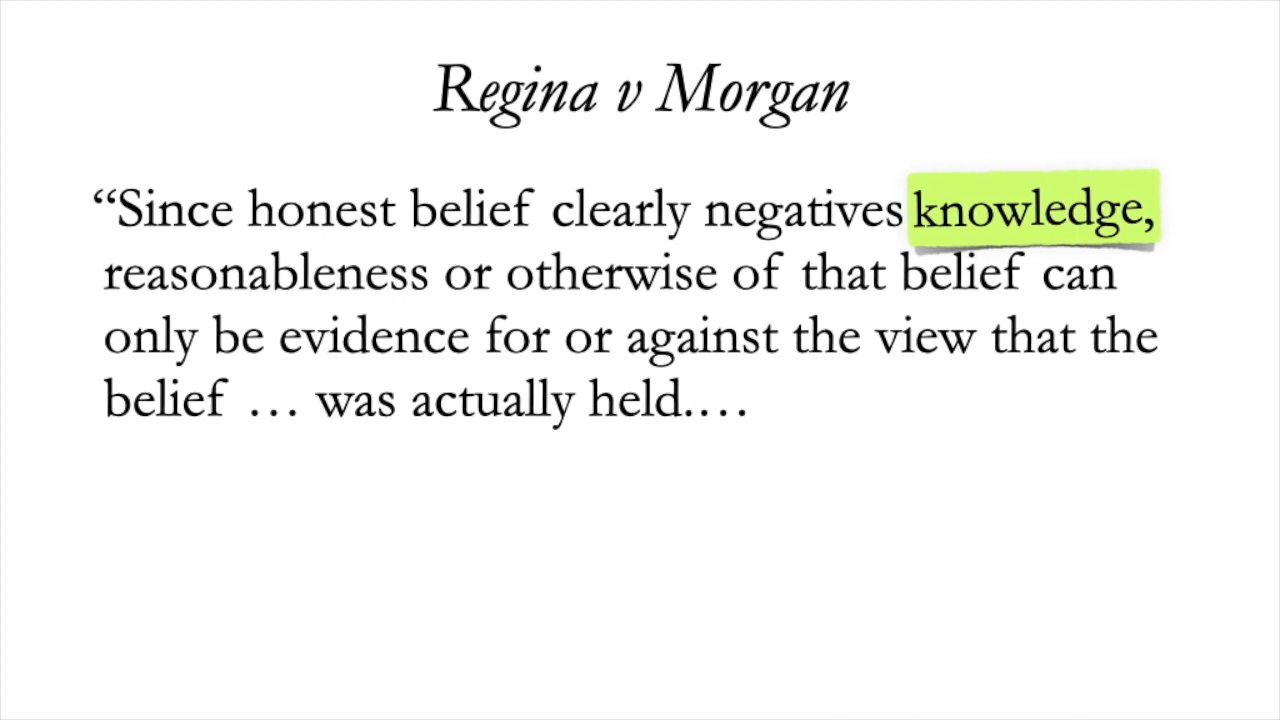 Regina v Morgan
“Since honest belief clearly negatives knowledge,
reasonableness or otherwise of that belief can
only be evidence for or against the view that the
belief … was actually held.…